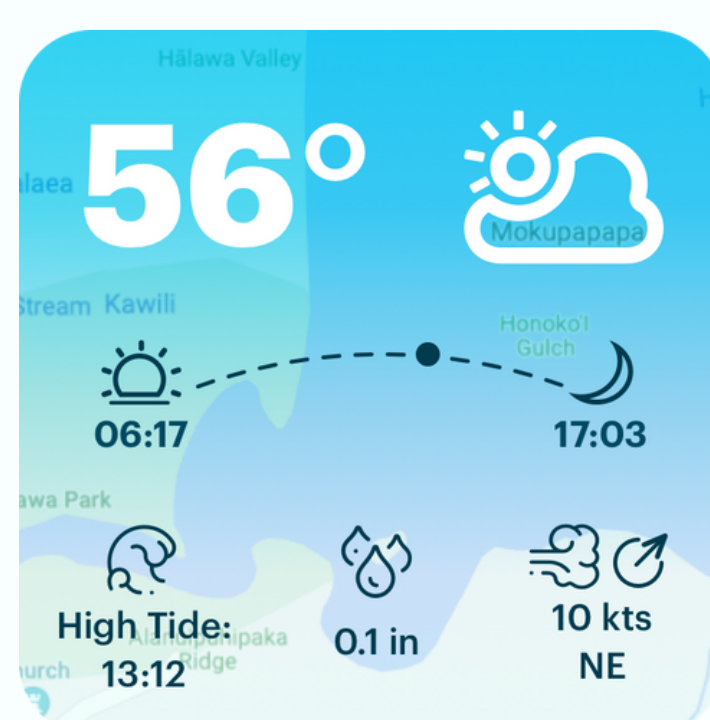 Hālawa Valley
56°
alaea
Mokupapapa
Stream Kawili
Honoko'l
Gulch
06:17
17:03
awa Park
High Tide:
13:12
0.1 in
10 kts
NE
Ridge
hurch